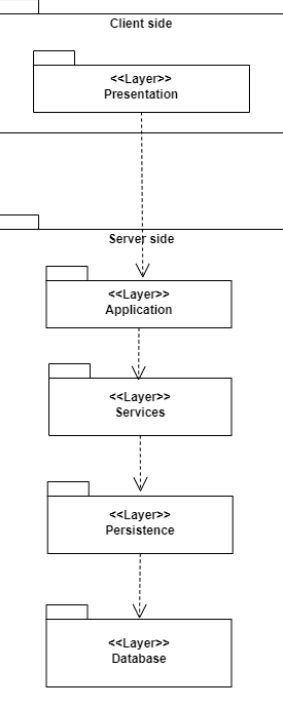 Client side
<<Layer>>
Presentation
Server side
<<Layer>>
Application
<<Layer>>
Services
<<Layer>>
Persistence
<<Layer>>
Database